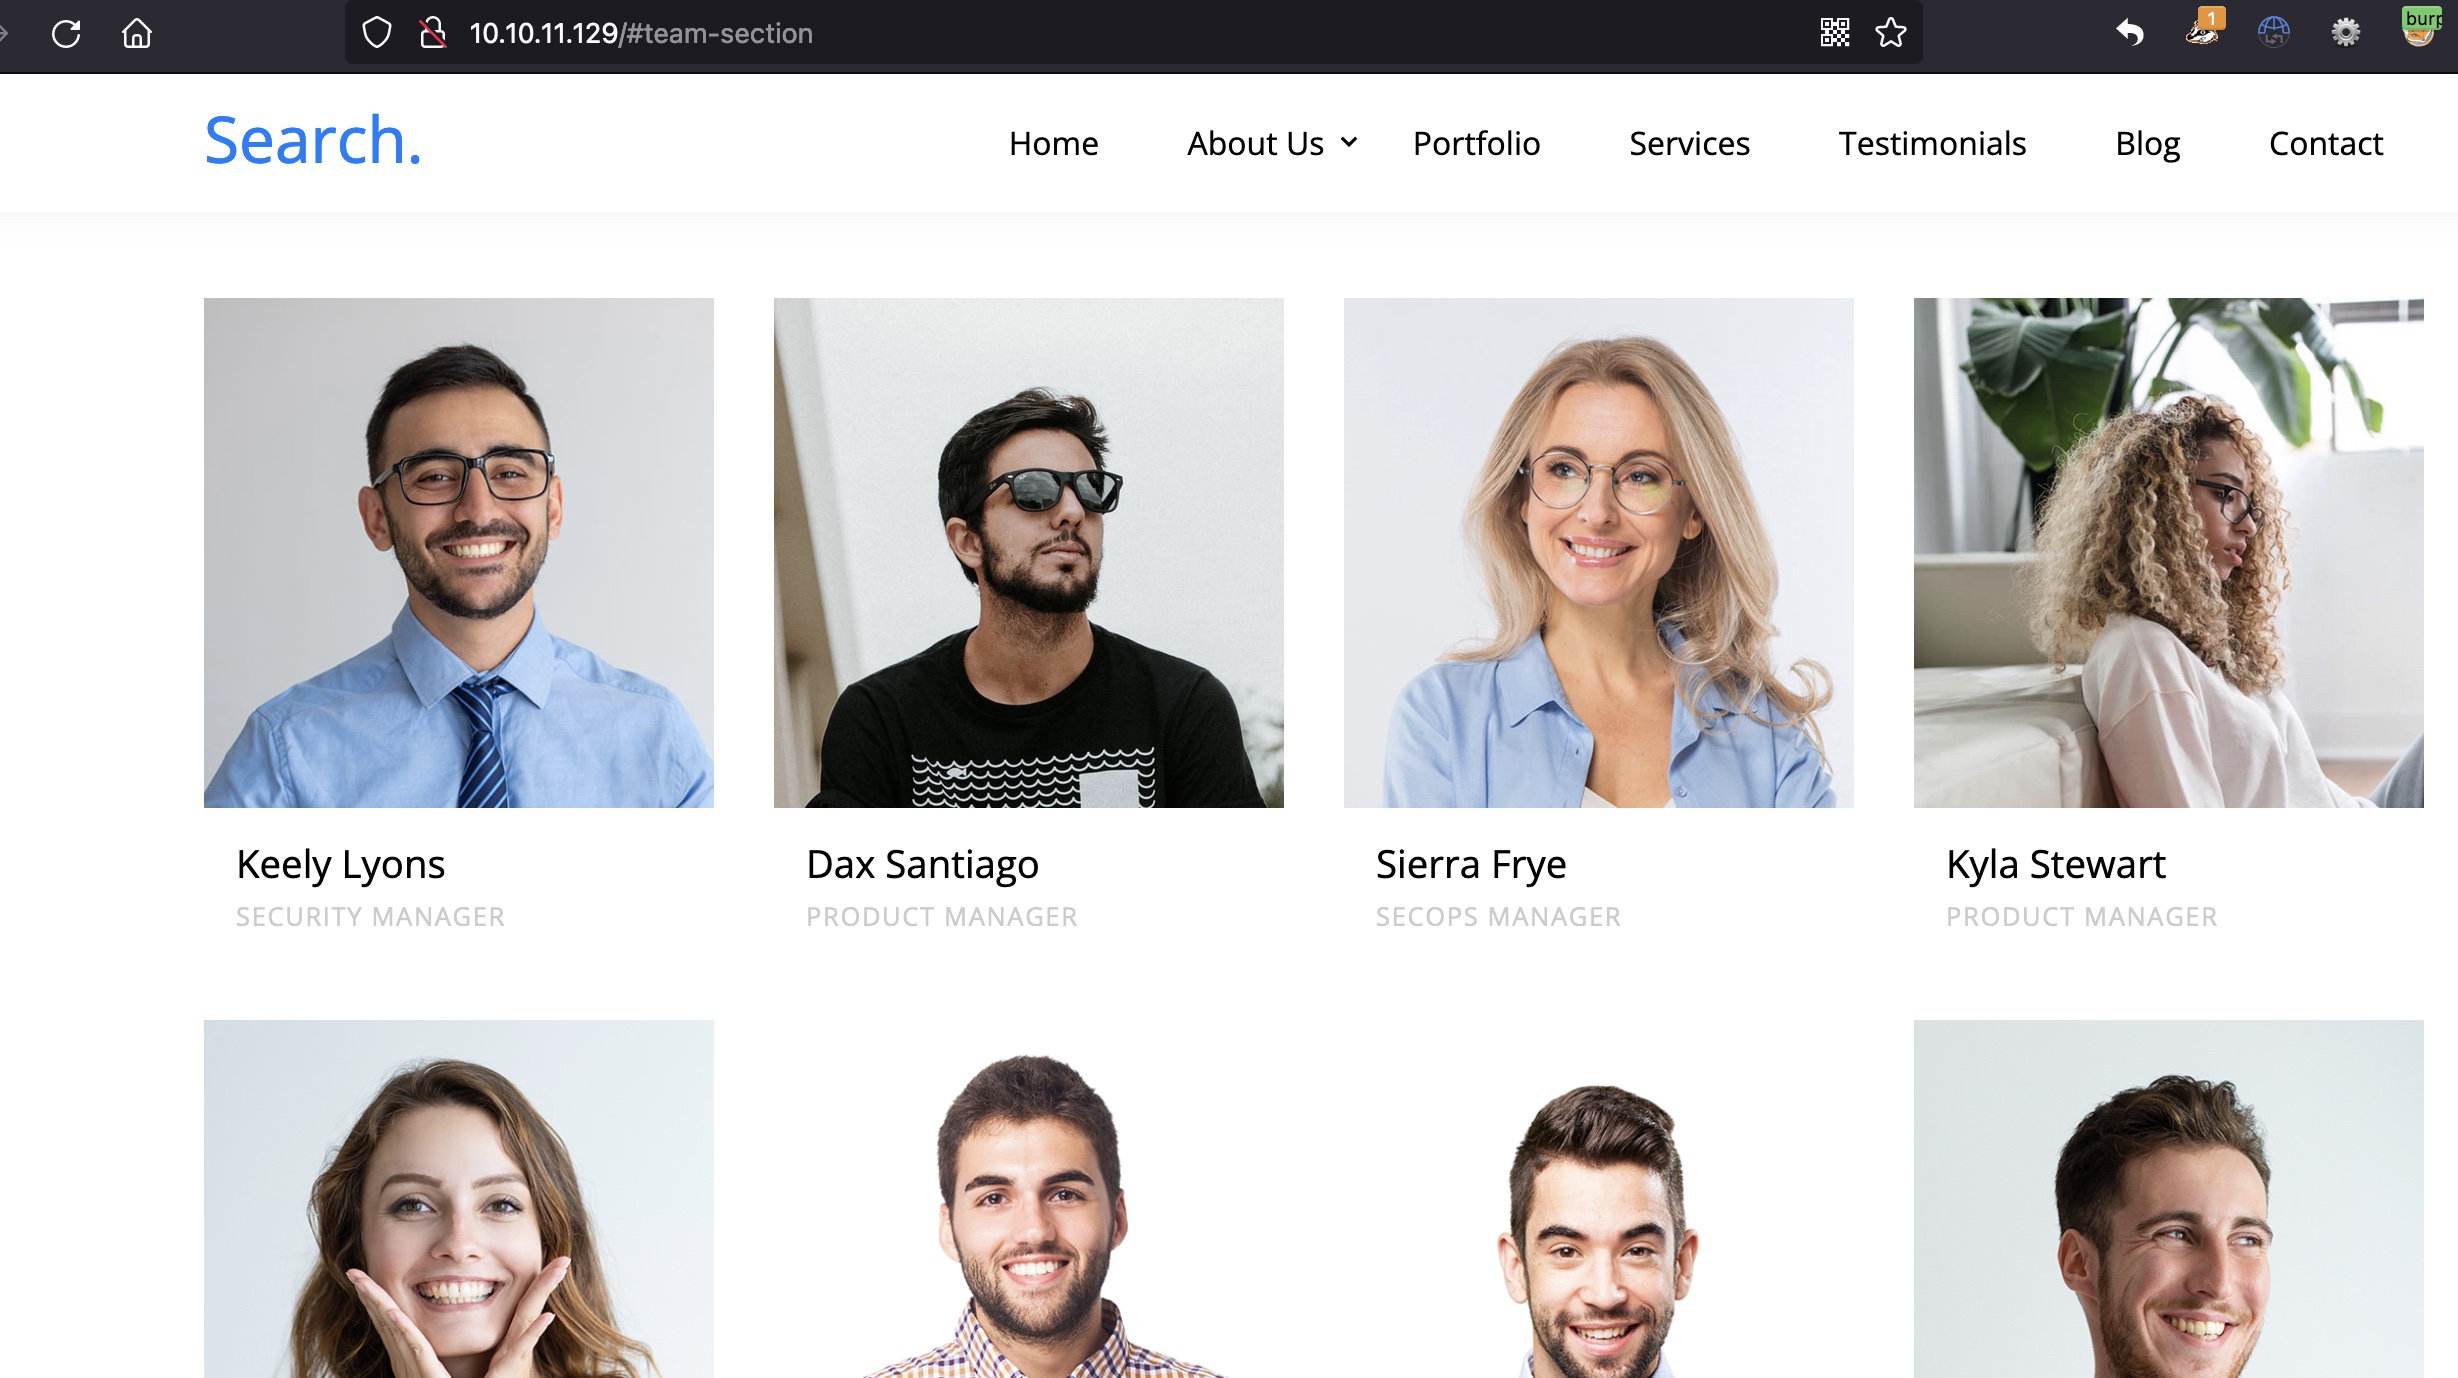 10.10.11.129/#team-section
1
burp
Search.
Home About Us Portfolio Services Testimonials Blog Contact
Keely Lyons Dax Santiago Sierra Frye Kyla Stewart
SECURITY MANAGER PRODUCT MANAGER SECOPS MANAGER PRODUCT MANAGER